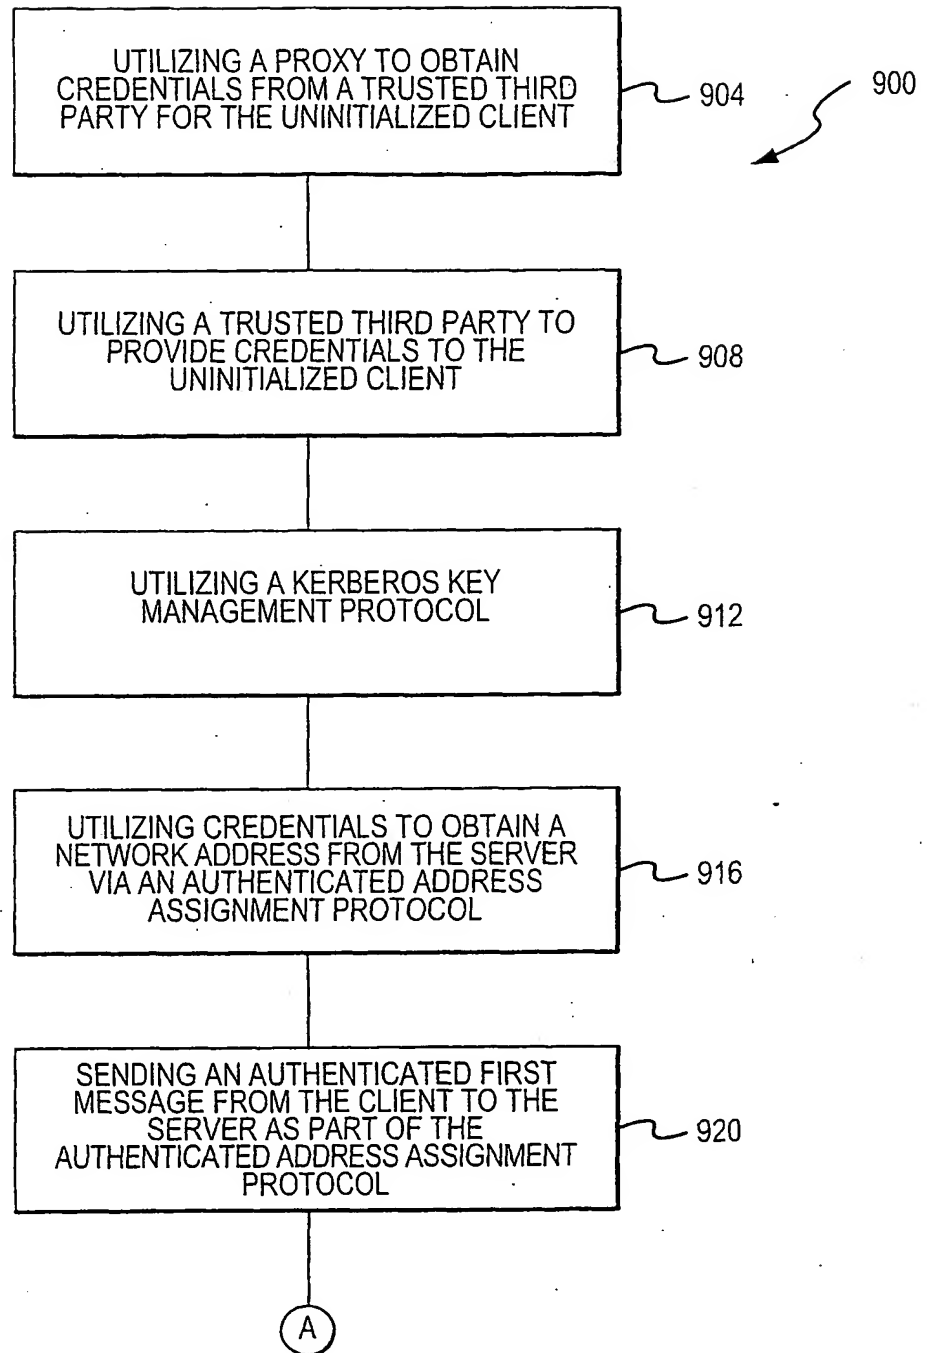 UTILIZING A PROXY TO OBTAIN
CREDENTIALS FROM A TRUSTED THIRD
PARTY FOR THE UNINITIALIZED CLIENT
904
900
UTILIZING A TRUSTED THIRD PARTY TO
PROVIDE CREDENTIALS TO THE
UNINITIALIZED CLIENT
908
UTILIZING A KERBEROS KEY
MANAGEMENT PROTOCOL
912
UTILIZING CREDENTIALS TO OBTAIN A
NETWORK ADDRESS FROM THE SERVER
VIA AN AUTHENTICATED ADDRESS
ASSIGNMENT PROTOCOL
916
SENDING AN AUTHENTICATED FIRST
MESSAGE FROM THE CLIENT TO THE
SERVER AS PART OF THE
AUTHENTICATED ADDRESS ASSIGNMENT
PROTOCOL
920
A